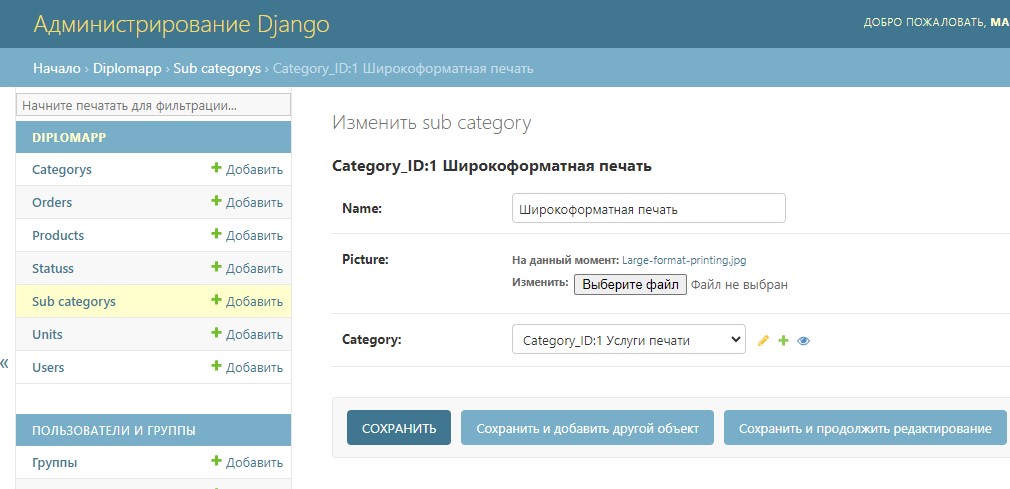 Администрирование Django
ДОБРО ПОЖАЛОВАТЬ, MA
Начало › Diplomapp › Sub categorys › Category_ID:1 Широкоформатная печать
Начните печатать для фильтрации...
DIPLOMAPP
Categorys + Добавить
Orders + Добавить
Products + Добавить
Statuss + Добавить
Sub categorys + Добавить
Units + Добавить
Users + Добавить
«
ПОЛЬЗОВАТЕЛИ И ГРУППЫ
Группы + Добавить
Изменить sub category
Category_ID:1 Широкоформатная печать
Name: Широкоформатная печать
Picture: На данный момент: Large-format-printing.jpg
Изменить: Выберите файл Файл не выбран
Category: Category_ID:1 Услуги печати
СОХРАНИТЬ Сохранить и добавить другой объект Сохранить и продолжить редактирование